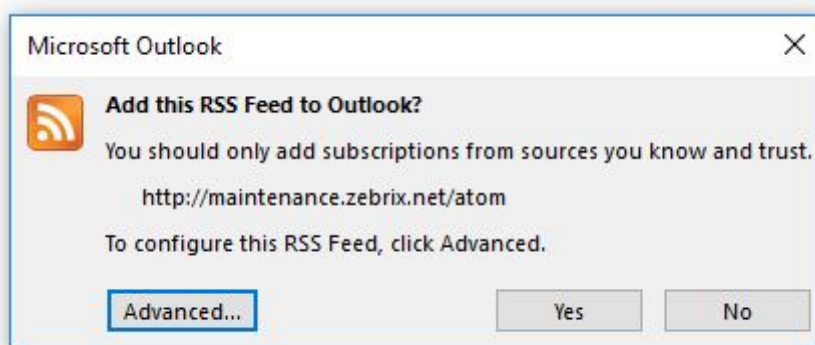 Microsoft Outlook
Add this RSS Feed to Outlook?
You should only add subscriptions from sources you know and trust.
http://maintenance.zebrix.net/atom
To configure this RSS Feed, click Advanced.
Advanced... Yes No